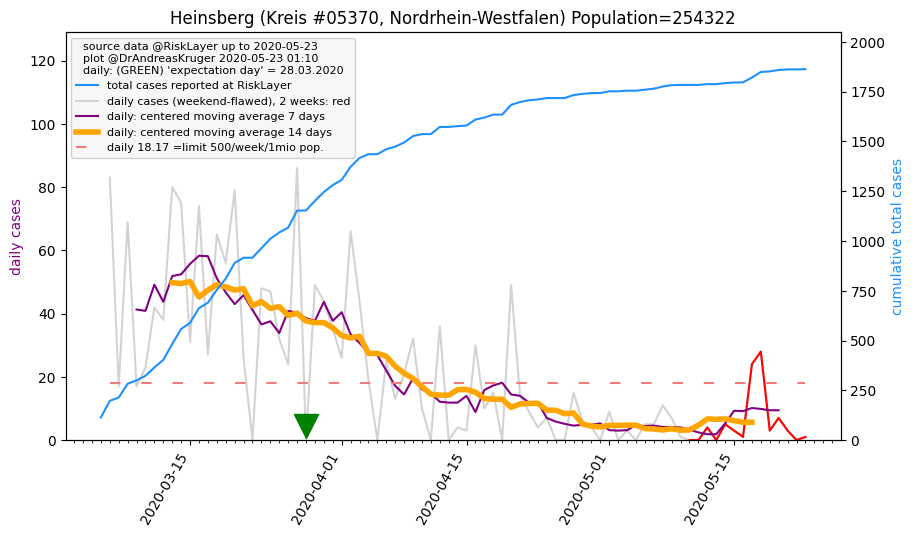 Heinsberg (Kreis #05370, Nordrhein-Westfalen) Population=254322
source data @RiskLayer up to 2020-05-23
plot @DrAndreasKruger 2020-05-23 01:10
daily: (GREEN) 'expectation day' = 28.03.2020
total cases reported at RiskLayer
daily cases (weekend-flawed), 2 weeks: red
daily: centered moving average 7 days
daily: centered moving average 14 days
daily 18.17 =limit 500/week/1mio pop.
daily cases
120
100
80
60
40
20
0
2000
1750
1500
1250
1000
750
500
250
0
cumulative total cases
2020-03-15
2020-04-01
2020-04-15
2020-05-01
2020-05-15